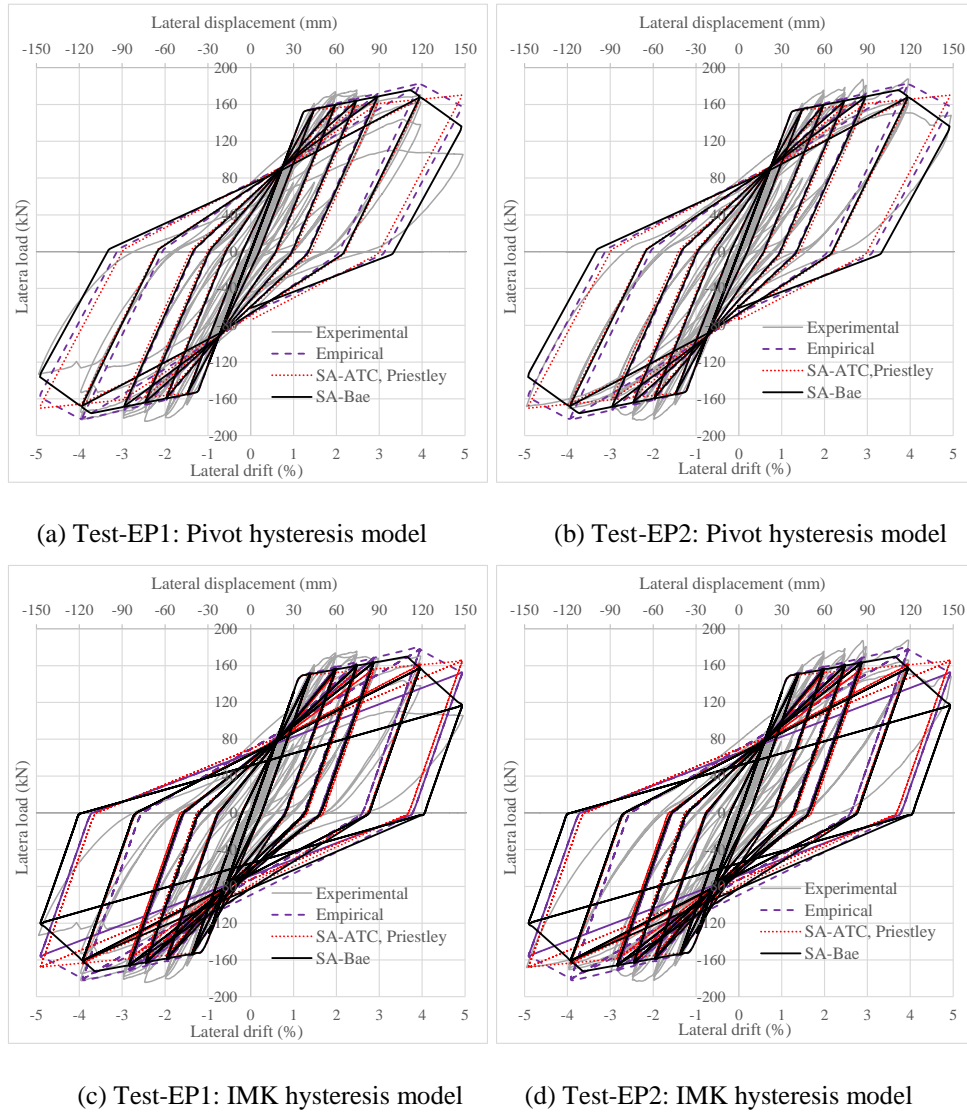 Lateral displacement (mm)
-150 -120 -90 -60 -30 0 30 60 90 120 150
200
160
120
80
40
0
-40
-80
-120
-160
-200
Latera load (kN)
Experimental
Empirical
SA-ATC,Priestley
SA-Bae
-5 -4 -3 -2 -1 0 1 2 3 4 5
Lateral drift (%)
(a) Test-EP1: Pivot hysteresis model
Lateral displacement (mm)
-150 -120 -90 -60 -30 0 30 60 90 120 150
200
160
120
80
40
0
-40
-80
-120
-160
-200
Latera load (kN)
Experimental
Empirical
SA-ATC,Priestley
SA-Bae
-5 -4 -3 -2 -1 0 1 2 3 4 5
Lateral drift (%)
(b) Test-EP2: Pivot hysteresis model
Lateral displacement (mm)
-150 -120 -90 -60 -30 0 30 60 90 120 150
200
160
120
80
40
0
-40
-80
-120
-160
-200
Latera load (kN)
Experimental
Empirical
SA-ATC, Priestley
SA-Bae
-5 -4 -3 -2 -1 0 1 2 3 4 5
Lateral drift (%)
(c) Test-EP1: IMK hysteresis model
Lateral displacement (mm)
-150 -120 -90 -60 -30 0 30 60 90 120 150
200
160
120
80
40
0
-40
-80
-120
-160
-200
Latera load (kN)
Experimental
Empirical
SA-ATC, Priestley
SA-Bae
-5 -4 -3 -2 -1 0 1 2 3 4 5
Lateral drift (%)
(d) Test-EP2: IMK hysteresis model